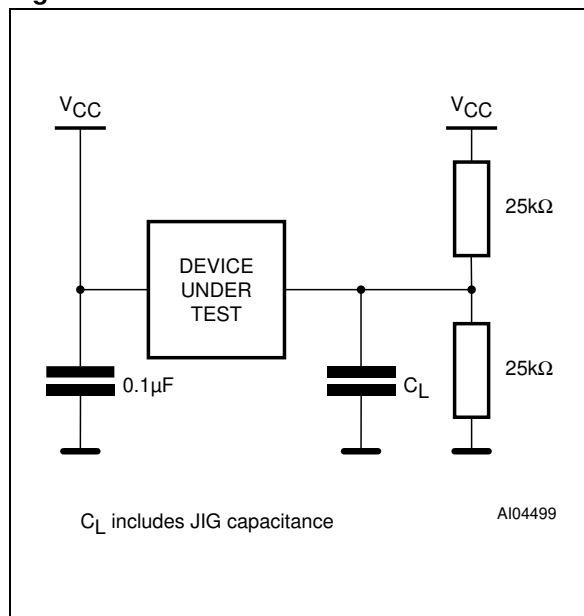 VCC
VCC
25kΩ
DEVICE
UNDER
TEST
0.1µF
CL
25kΩ
CL includes JIG capacitance
AI04499